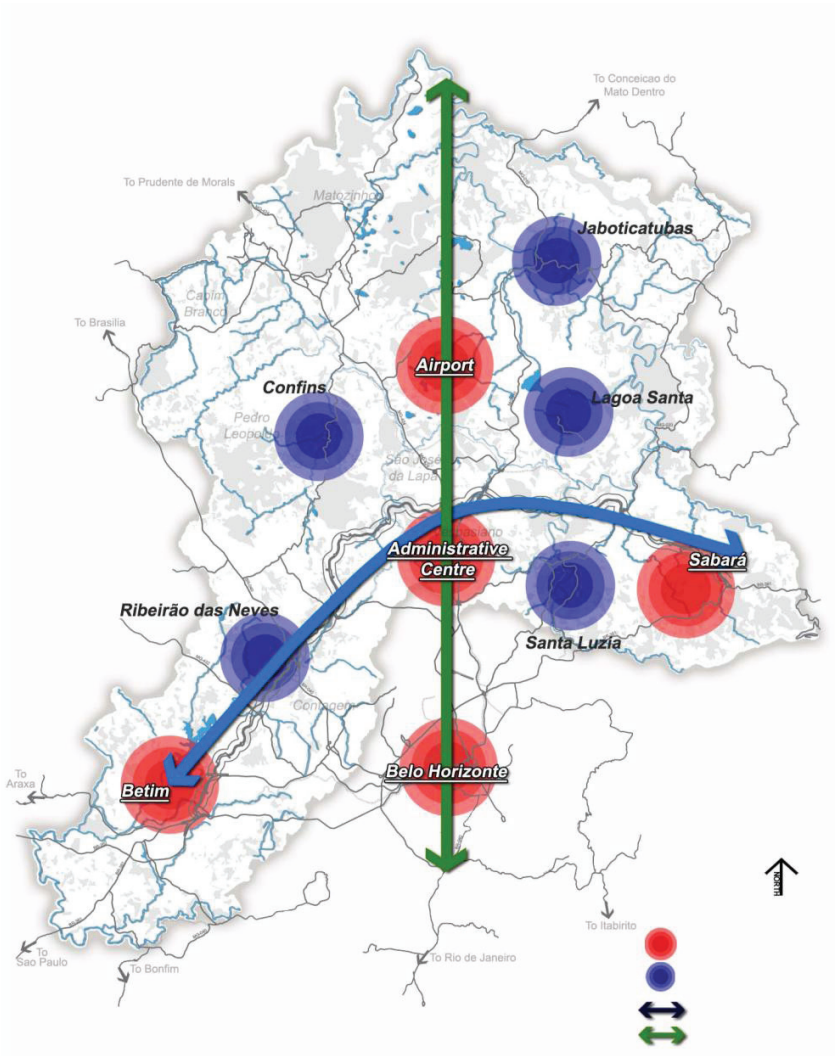 To Conceicao do
Mato Dentro
To Prudente de Morals
Matozinho
Jaboticatubas
Capim
Branco
To Brasilia
Airport
Confins
Lagoa Santa
Pedro
Leopoldo
São José
da Lapa
Administrative
Centre
Sabará
Ribeirão das Neves
Santa Luzia
Contagem
Belo Horizonte
Betim
To
Araxa
NORTH
To Itabirito
To
Sao Paulo
To Bonfim
To Rio de Janeiro